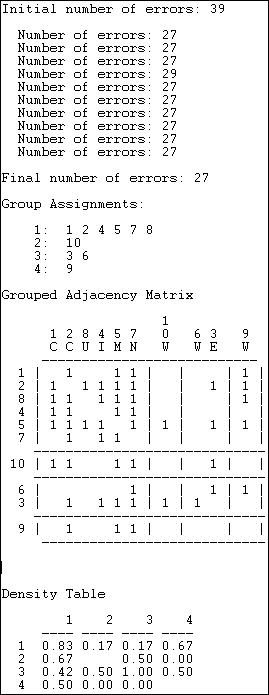 Initial number of errors: 39
Number of errors: 27
Number of errors: 27
Number of errors: 27
Number of errors: 29
Number of errors: 27
Number of errors: 27
Number of errors: 27
Number of errors: 27
Number of errors: 27
Number of errors: 27
Final number of errors: 27
Group Assignments:
1: 1 2 4 5 7 8
2: 10
3: 3 6
4: 9
Grouped Adjacency Matrix
1
1 2 8 4 5 7 0 6 3 9
C C U I M N W W E W
1 | 1 1 1 | | | 1 |
2 | 1 1 1 1 1 | | 1 | 1 |
8 | 1 1 1 1 1 | | | 1 |
4 | 1 1 1 1 | | | |
5 | 1 1 1 1 1 | 1 | 1 | 1 |
7 | 1 1 1 | | | |
10 | 1 1 1 1 | | 1 | |
6 | 1 | | 1 | 1 |
3 | 1 1 1 1 | 1 | 1 | |
9 | 1 1 1 | | | |
Density Table
1 2 3 4
1 0.83 0.17 0.17 0.67
2 0.67 0.50 0.00
3 0.42 0.50 1.00 0.50
4 0.50 0.00 0.00